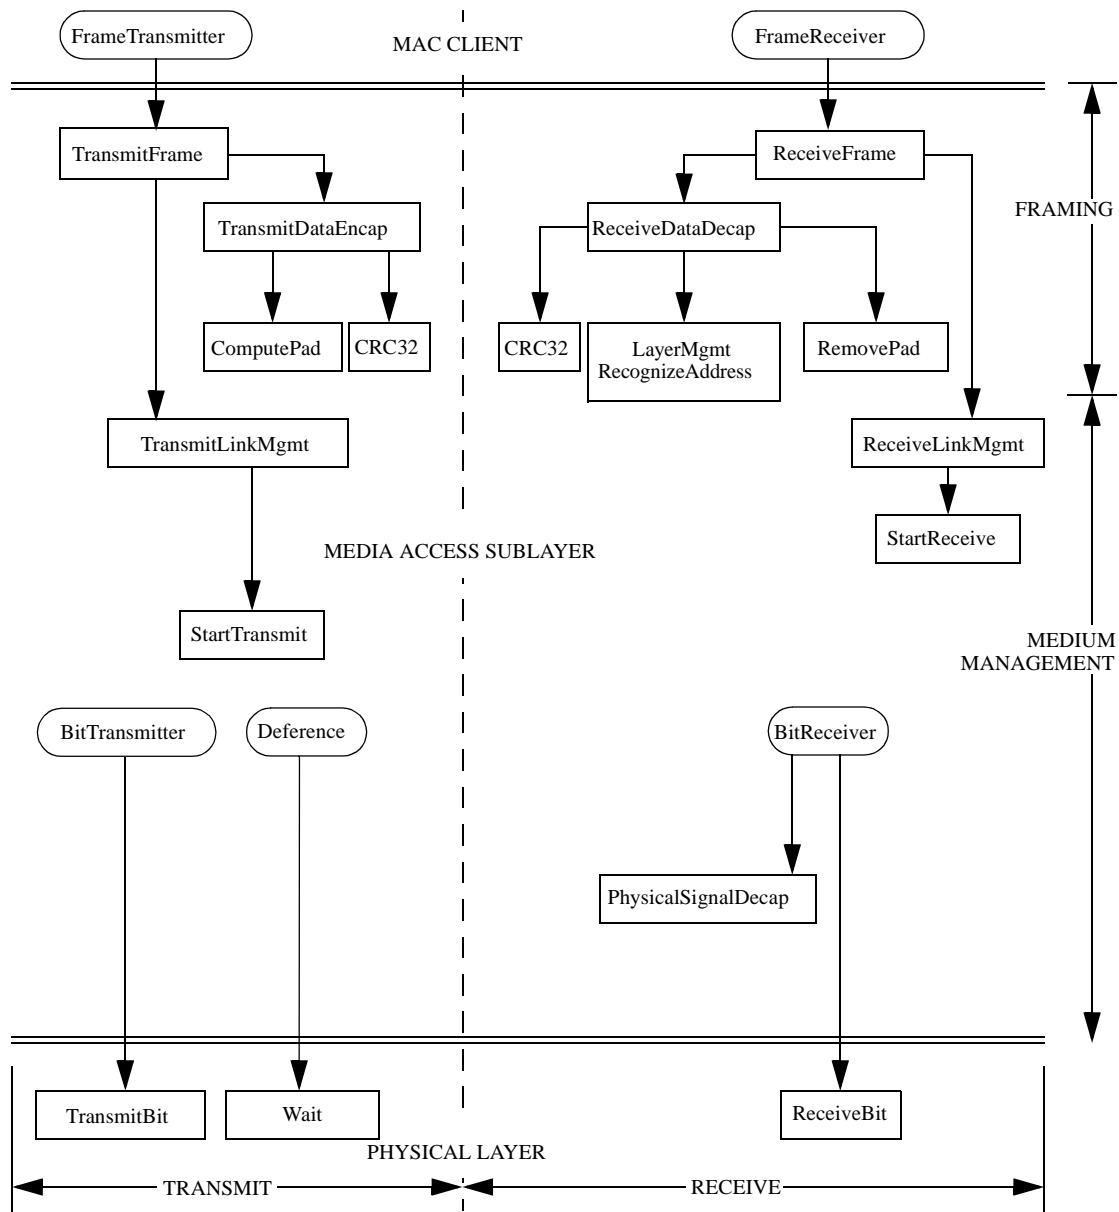 FrameTransmitter
MAC CLIENT
FrameReceiver
TransmitFrame
ReceiveFrame
TransmitDataEncap
ReceiveDataDecap
FRAMING
ComputePad
CRC32
CRC32
LayerMgmt
RecognizeAddress
RemovePad
TransmitLinkMgmt
ReceiveLinkMgmt
StartReceive
MEDIA ACCESS SUBLAYER
StartTransmit
MEDIUM
MANAGEMENT
BitTransmitter
Deference
BitReceiver
PhysicalSignalDecap
TransmitBit
Wait
ReceiveBit
PHYSICAL LAYER
TRANSMIT
RECEIVE